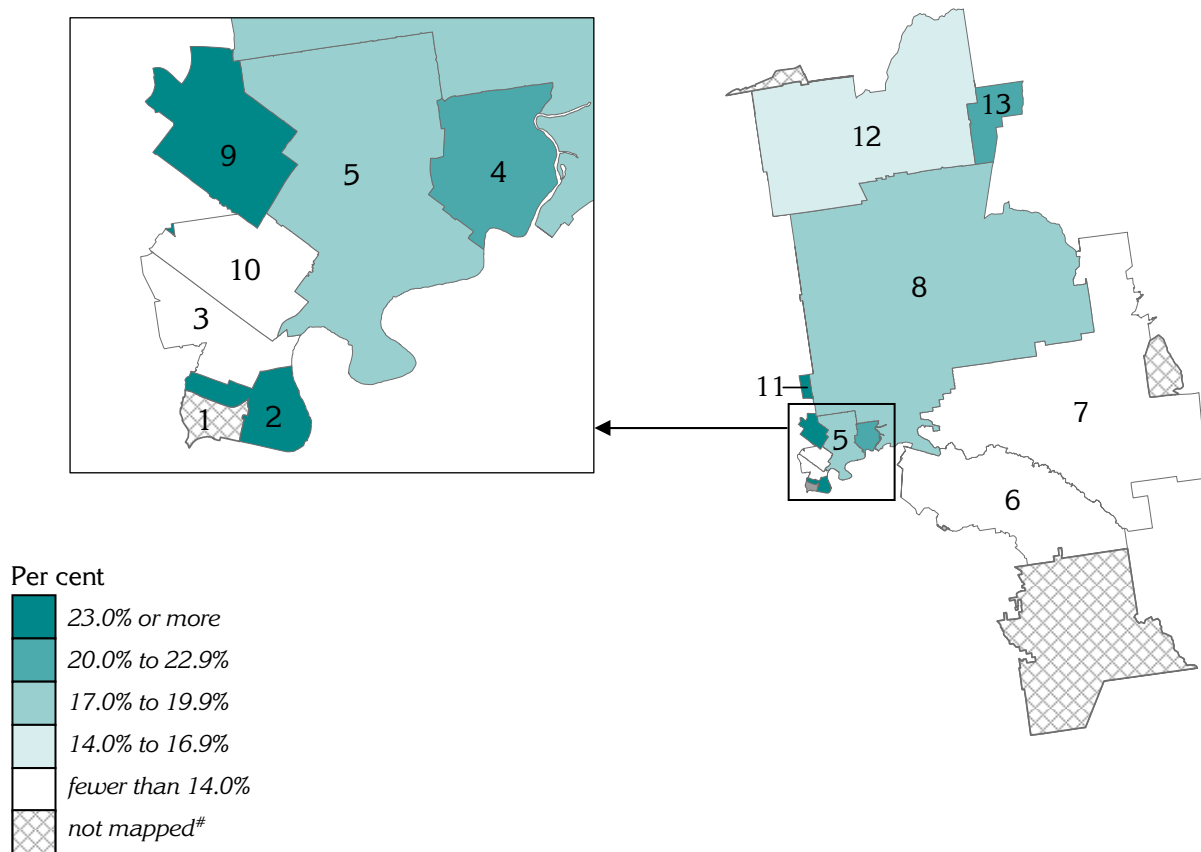 9
5
4
10
3
1
2
12
13
8
11
5
7
6
Per cent
23.0% or more
20.0% to 22.9%
17.0% to 19.9%
14.0% to 16.9%
fewer than 14.0%
not mapped#